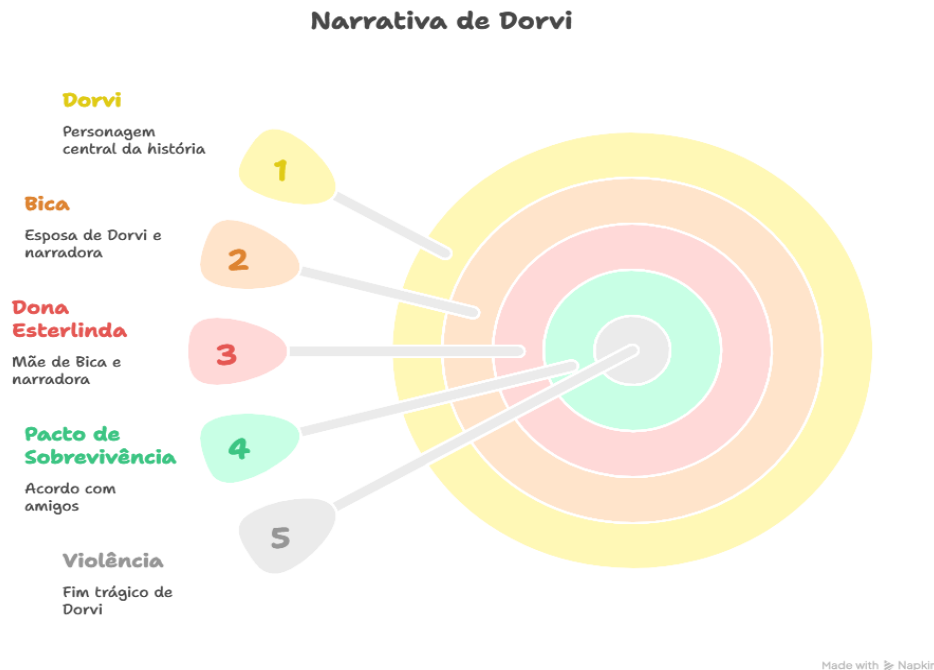 Narrativa de Dorvi
Dorvi
Personagem
central da história
1
Bica
Esposa de Dorvi e
narradora
2
Dona
Esterlinda
Mãe de Bica e
narradora
3
Pacto de
Sobrevivência
Acordo com
amigos
4
Violência
Fim trágico de
Dorvi
5
Made with Napkin